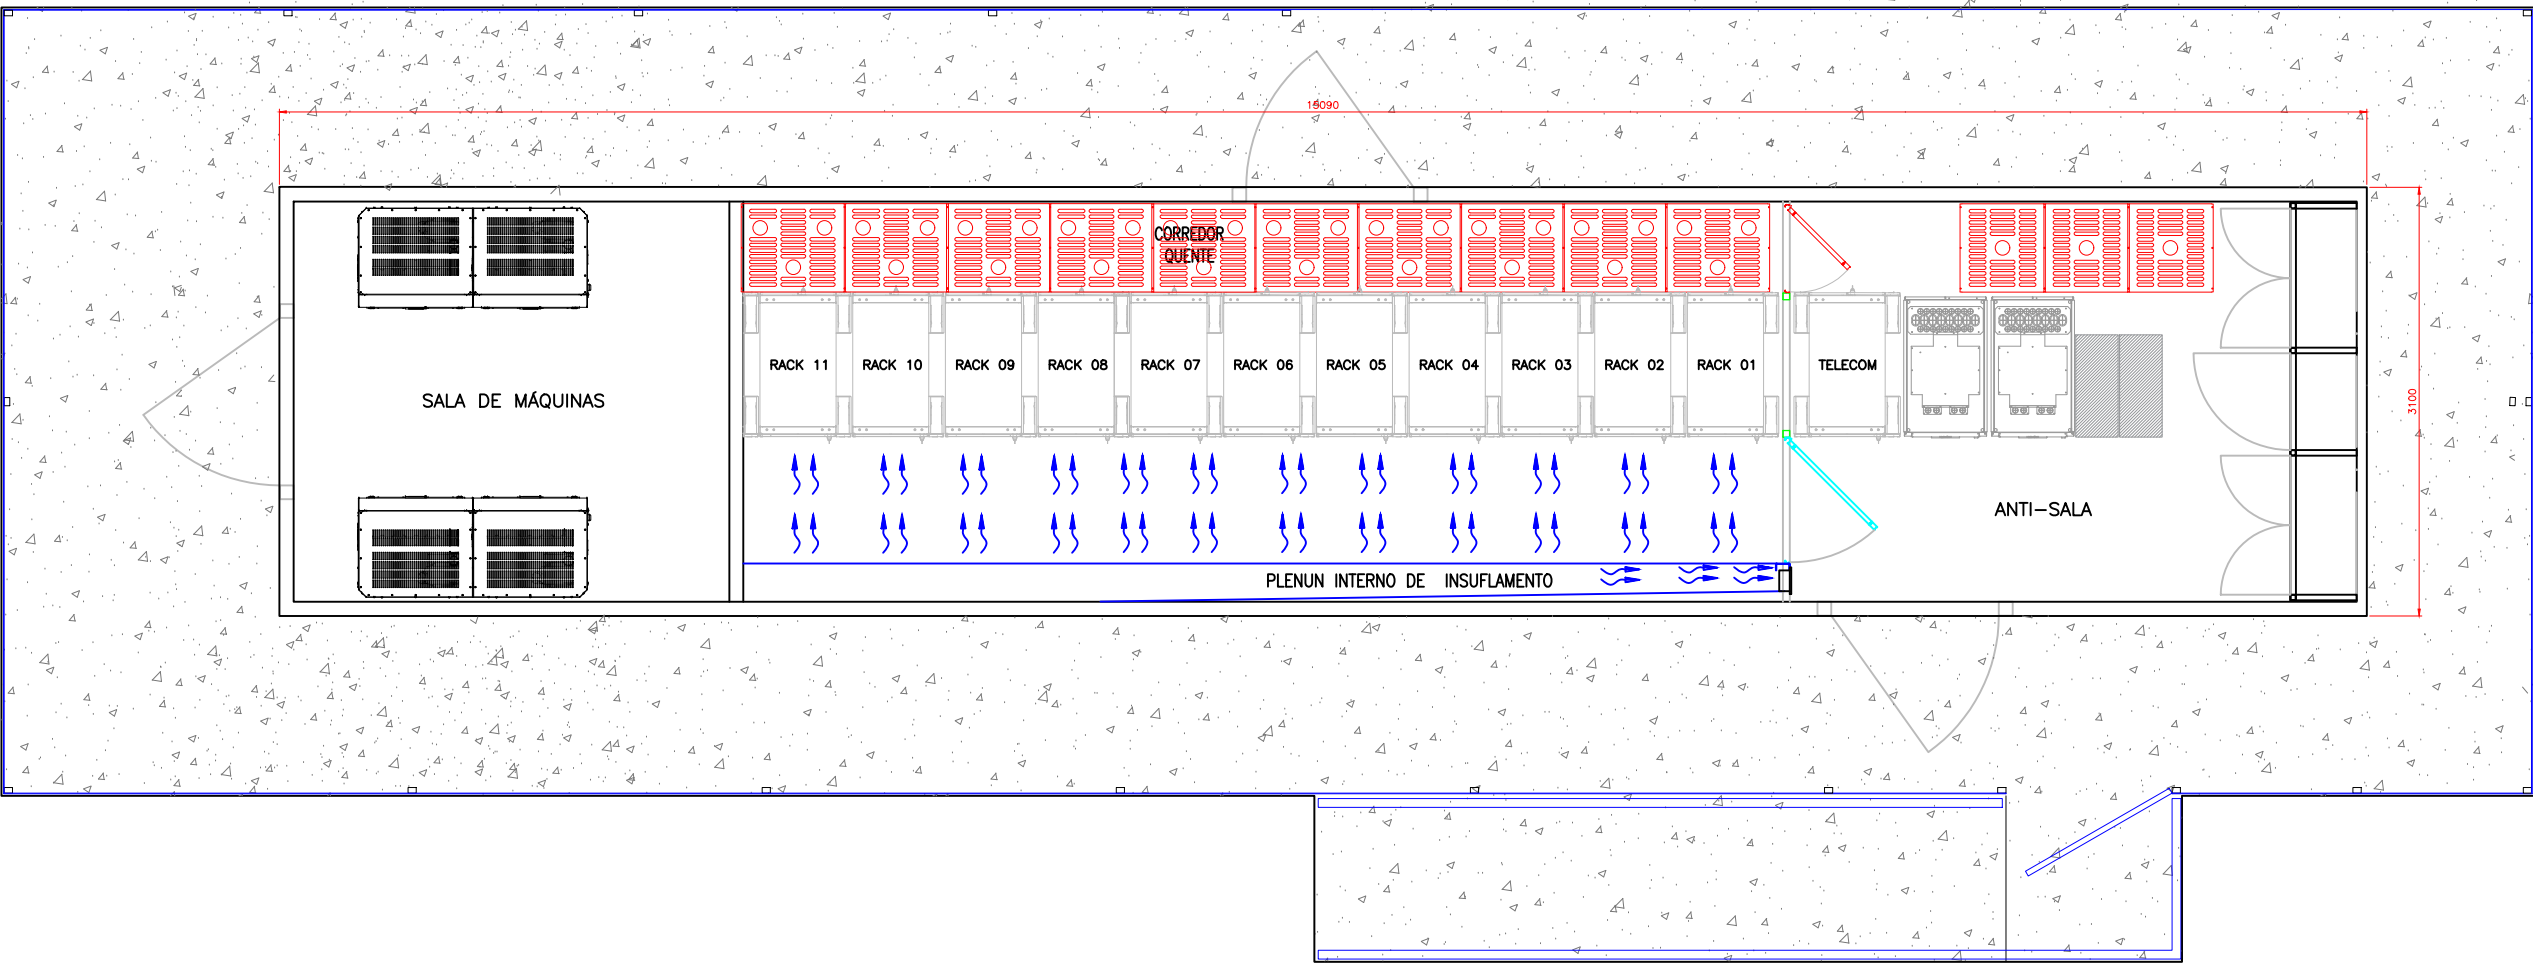 15090
CORREDOR
QUENTE
RACK 11
RACK 10
RACK 09
RACK 08
RACK 07
RACK 06
RACK 05
RACK 04
RACK 03
RACK 02
RACK 01
TELECOM
SALA DE MÁQUINAS
3100
ANTI-SALA
PLENUN INTERNO DE INSUFLAMENTO